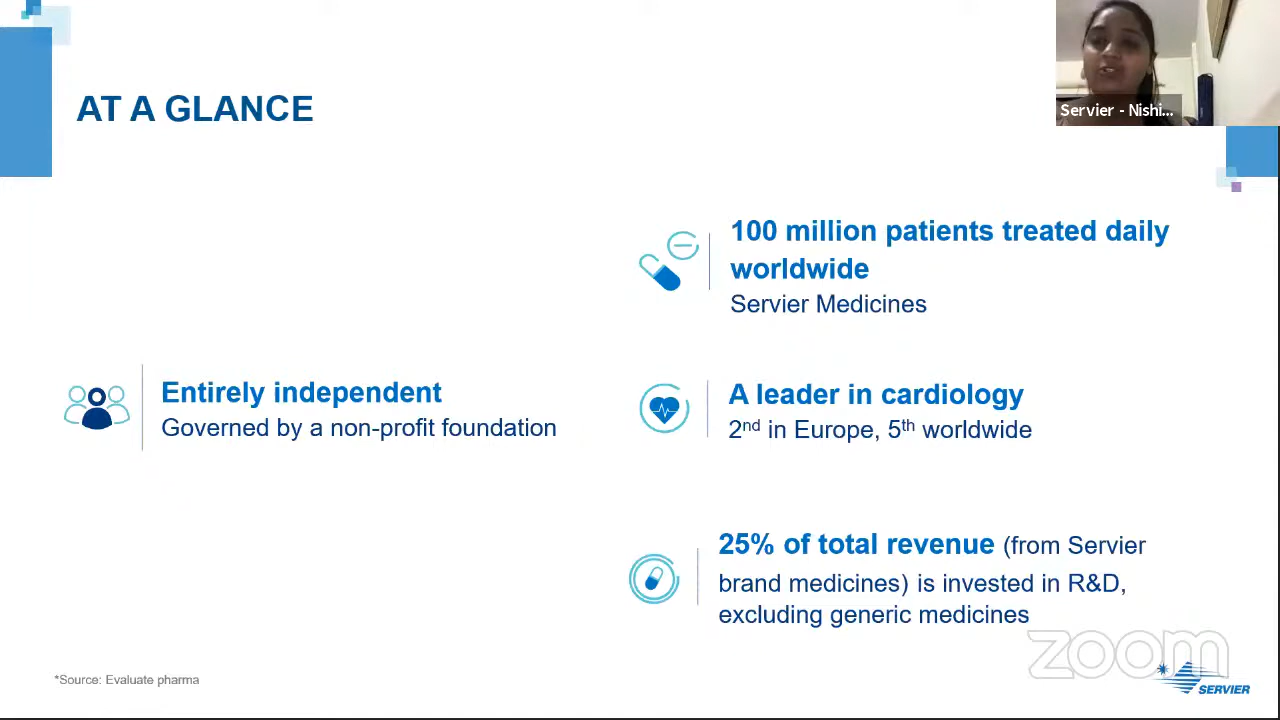 AT A GLANCE
Servier - Nishi...
100 million patients treated daily
worldwide
Servier Medicines
Entirely independent
Governed by a non-profit foundation
A leader in cardiology
2nd in Europe, 5th worldwide
25% of total revenue (from Servier
brand medicines) is invested in R&D,
excluding generic medicines
zoom
*Source: Evaluate pharma
SERVIER